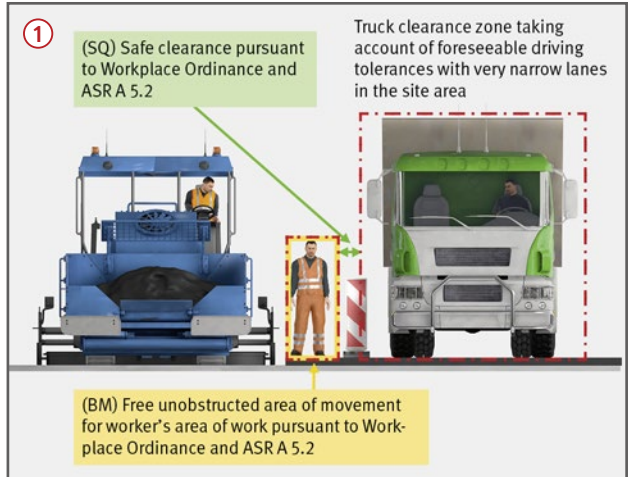 1
(SQ) Safe clearance pursuant
to Workplace Ordinance and
ASR A 5.2
Truck clearance zone taking
account of foreseeable driving
tolerances with very narrow lanes
in the site area
(BM) Free unobstructed area of movement
for worker's area of work pursuant to Work-
place Ordinance and ASR A 5.2